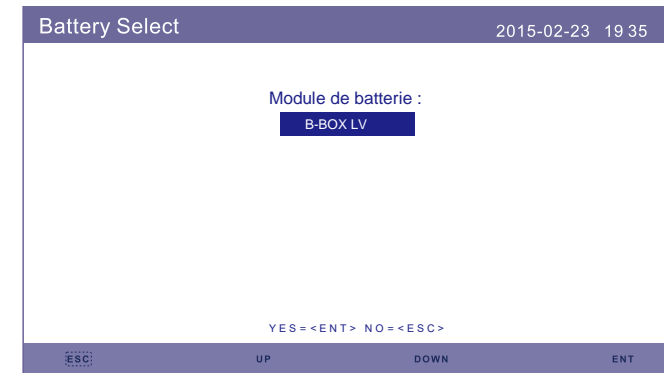 Battery Select 2015-02-23 19 35
Module de batterie :
B-BOX LV
YES=<ENT> NO=<ESC>
ESC UP DOWN ENT